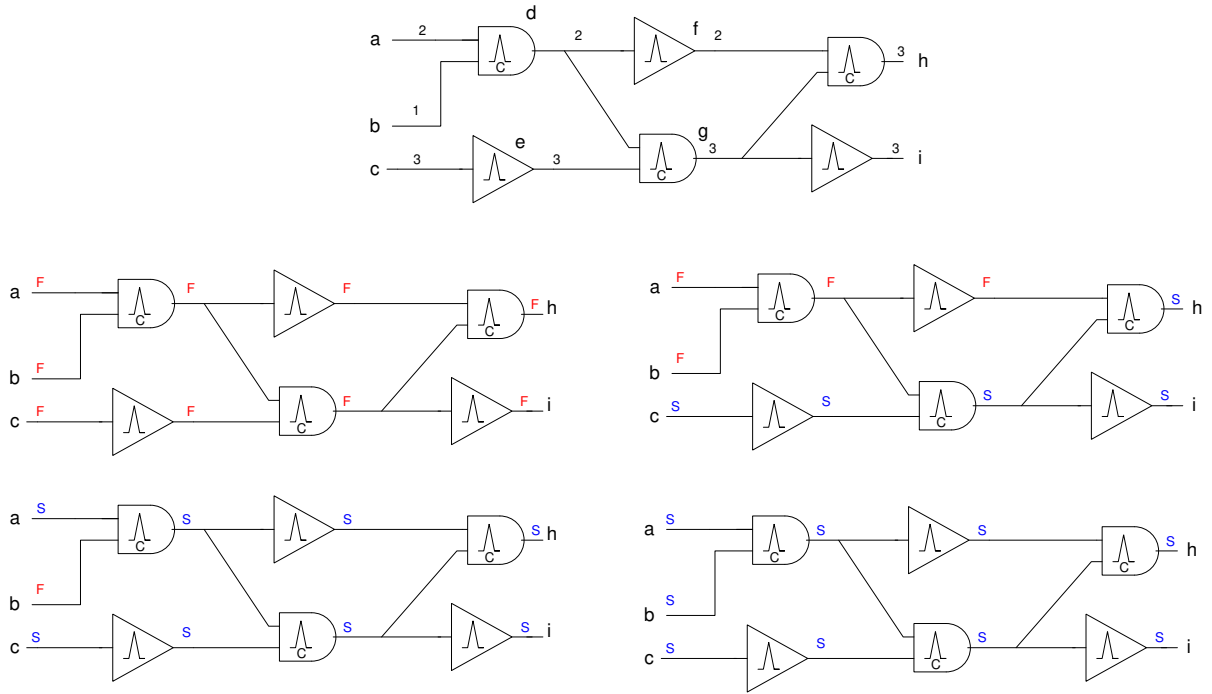 d
a 2 C 2 f 2 C 3 h
b 1
c 3 e 3 g C 3 3 i
a F C F F C F h
b F
c F F C F F i
a F C F F C S h
b F
c S S C S S i
a S C S S C S h
b F
c S S C S S i
a S C S S C S h
b S
c S S C S S i